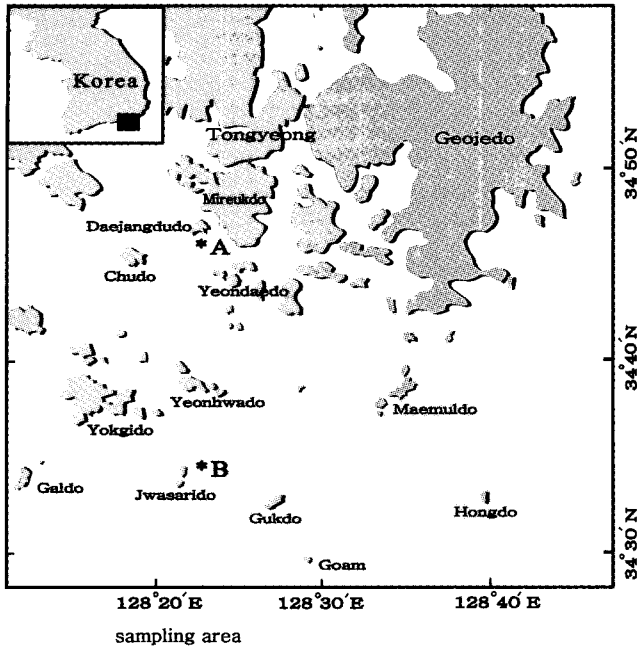 Korea
Tongyeong
Geojedo
34°50′N
Mireukdo
Daejangdudo
* A
Chudo
Yeondaedo
34°40′N
Yeonhwado
Maemuldo
Yokgido
* B
Galdo
Jwasarido
Gukdo
Hongdo
34°30′N
Goam
128°20′E
128°30′E
128°40′E
sampling area